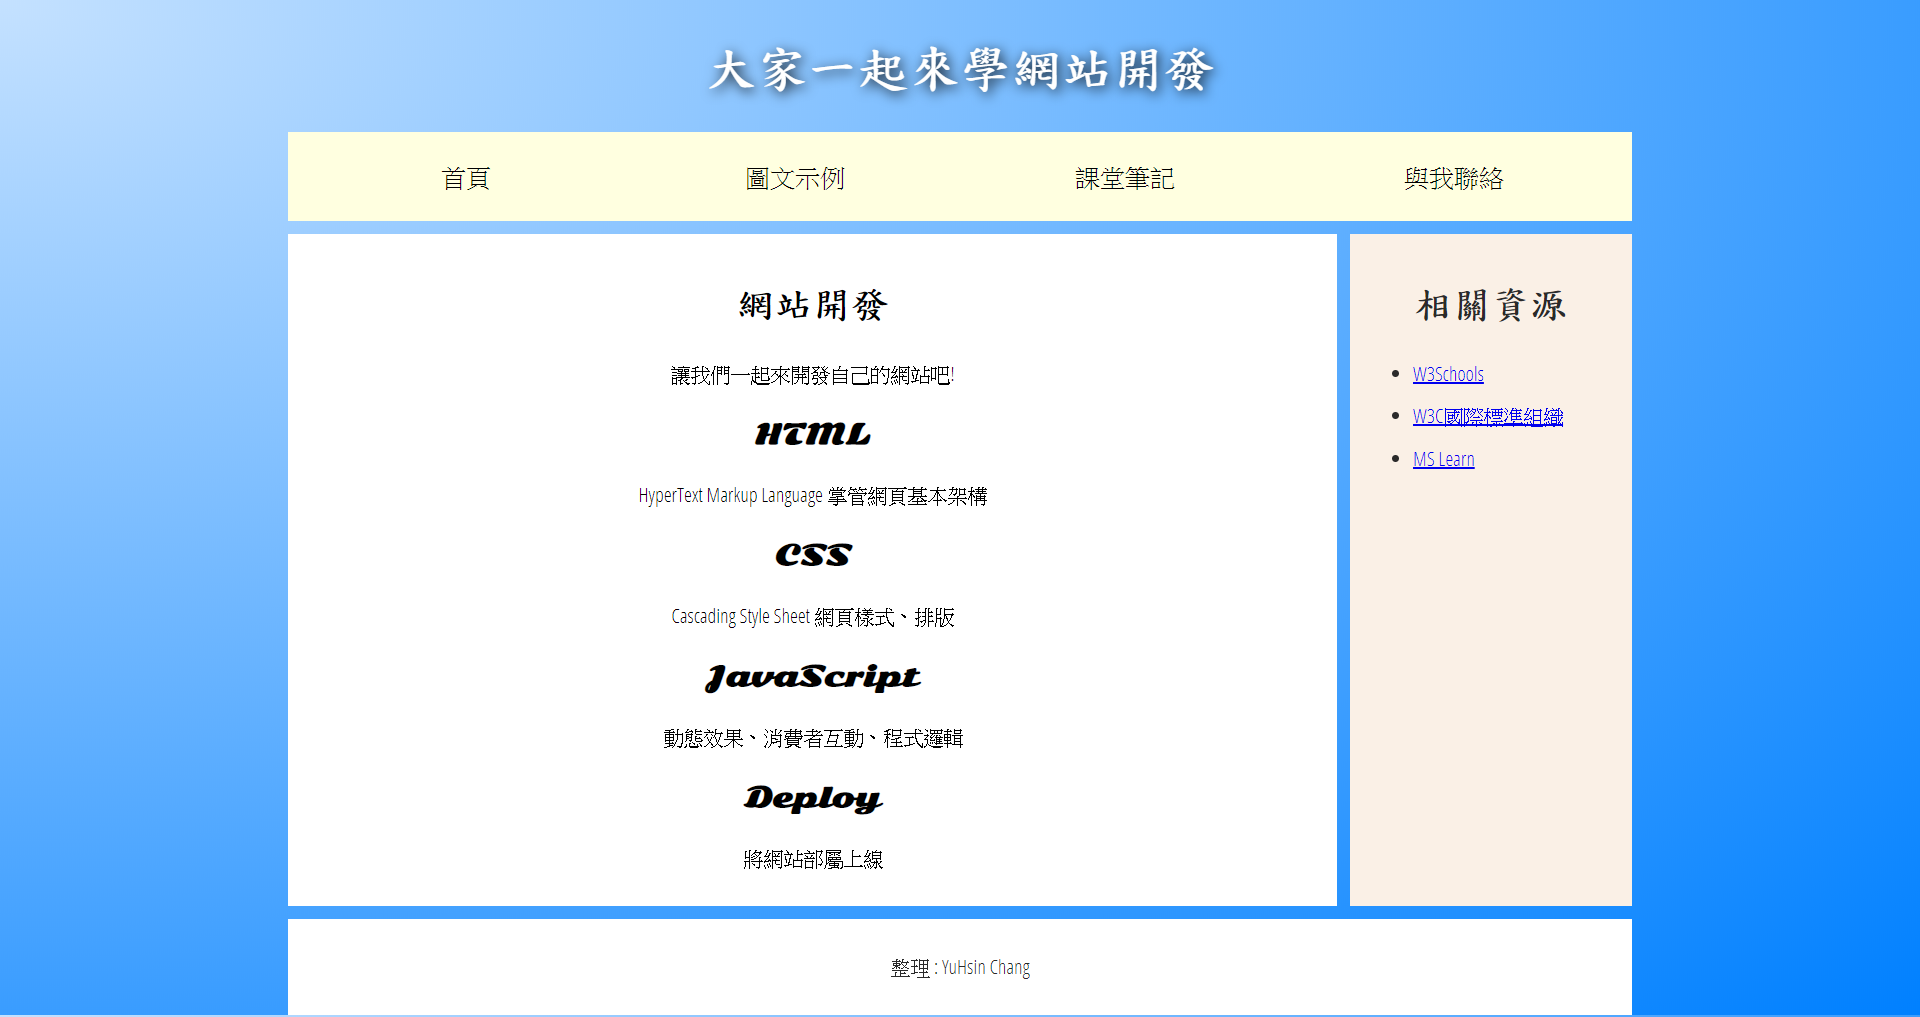 大家一起來學網站開發
首頁 圖文示例 課堂筆記 與我聯絡
網站開發
讓我們一起來開發自己的網站吧!
HTML
HyperText Markup Language 掌管網頁基本架構
CSS
Cascading Style Sheet 網頁樣式、排版
JavaScript
動態效果、消費者互動、程式邏輯
Deploy
將網站部屬上線
相關資源
W3Schools
W3C國際標準組織
MS Learn
整理 : YuHsin Chang